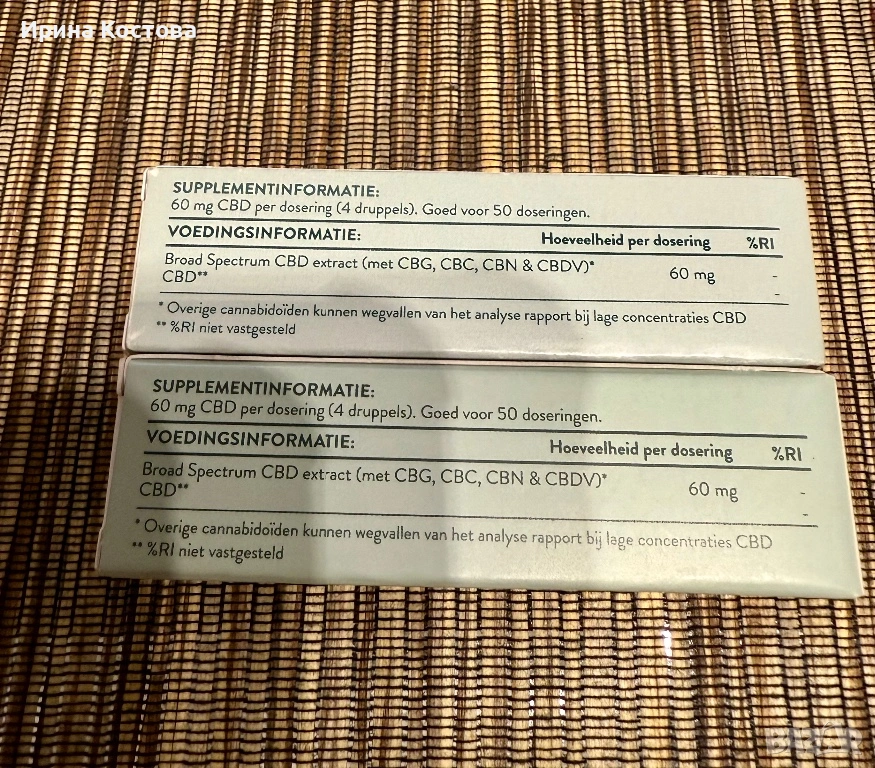 Ирина Костова
SUPPLEMENTINFORMATIE:
60 mg CBD per dosering (4 druppels). Goed voor 50 doseringen.
VOEDINGSINFORMATIE: Hoeveelheid per dosering %RI
Broad Spectrum CBD extract (met CBG, CBC, CBN & CBDV)* 60 mg -
CBD** -
* Overige cannabidoïden kunnen wegvallen van het analyse rapport bij lage concentraties CBD
** %RI niet vastgesteld
SUPPLEMENTINFORMATIE:
60 mg CBD per dosering (4 druppels). Goed voor 50 doseringen.
VOEDINGSINFORMATIE: Hoeveelheid per dosering %RI
Broad Spectrum CBD extract (met CBG, CBC, CBN & CBDV)* 60 mg -
CBD** -
* Overige cannabidoïden kunnen wegvallen van het analyse rapport bij lage concentraties CBD
** %RI niet vastgesteld